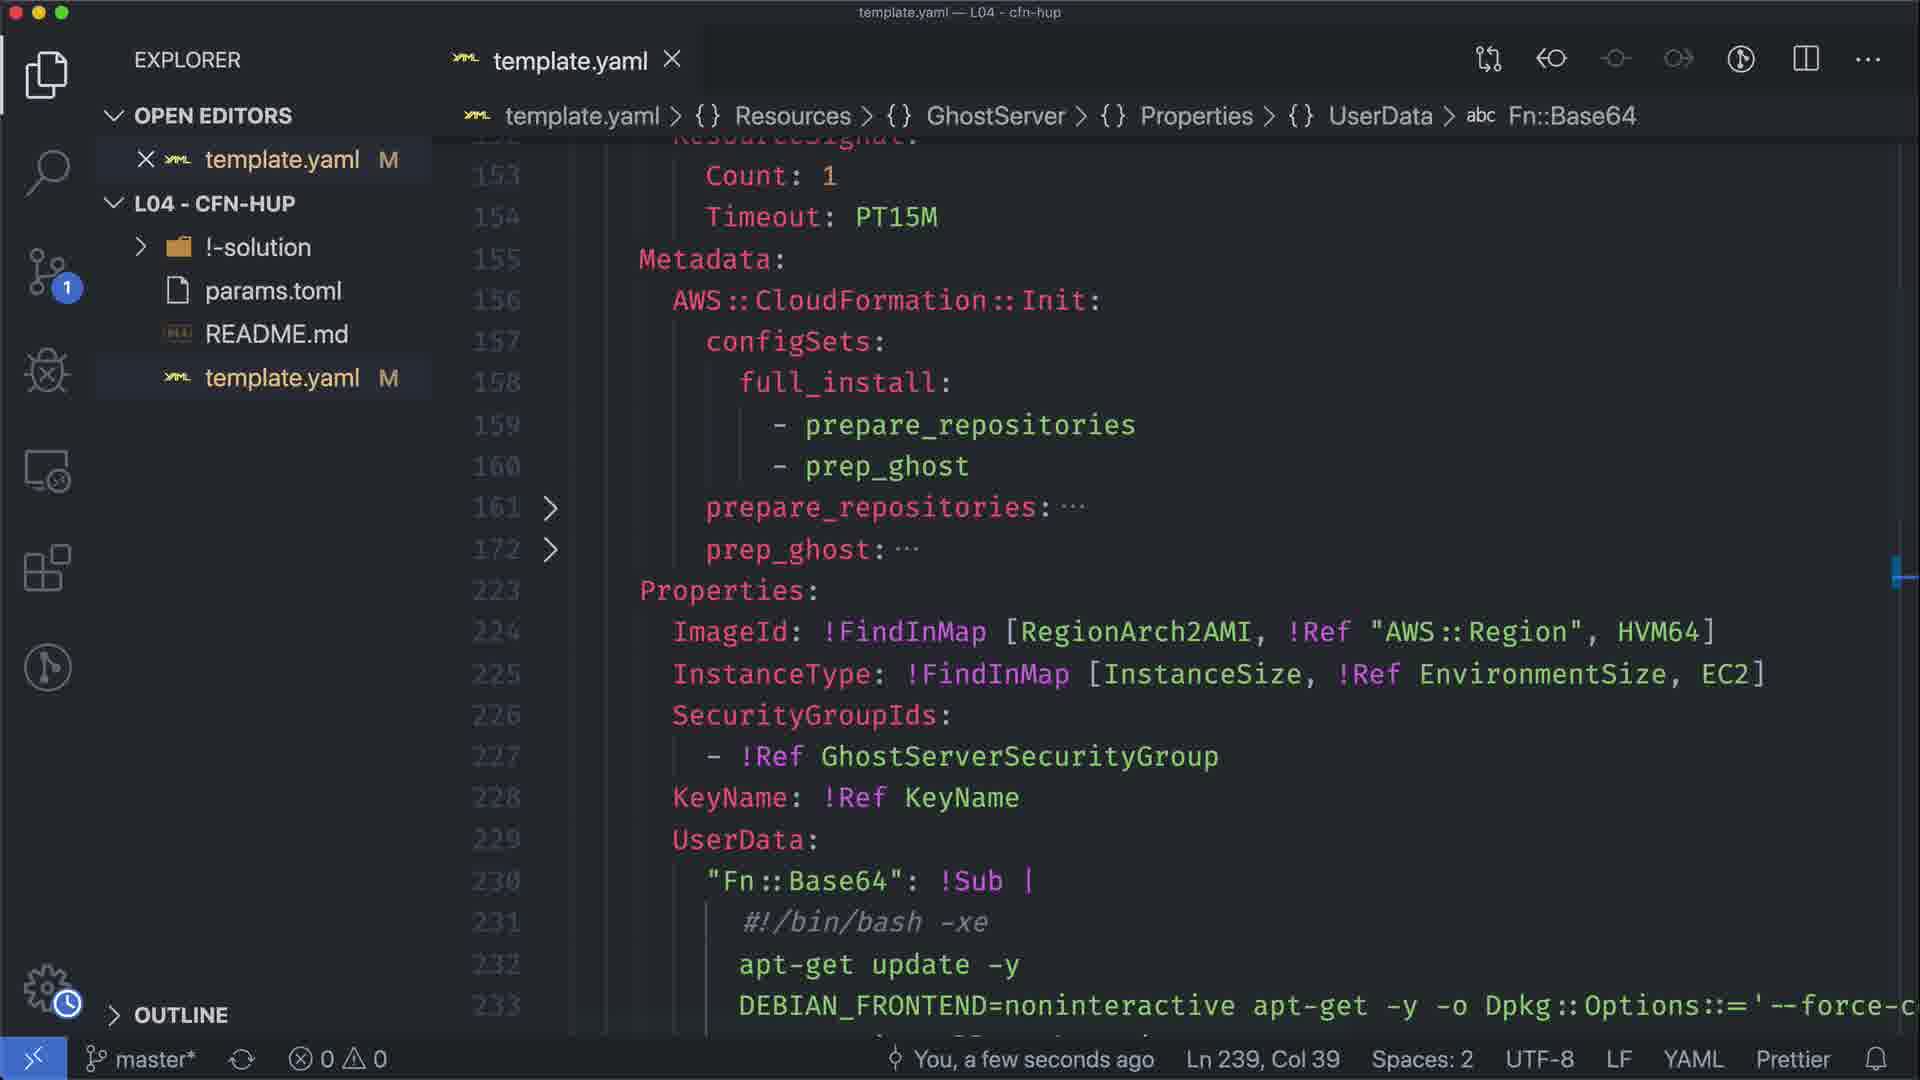 template.yaml — L04 - cfn-hup
EXPLORER
template.yaml
OPEN EDITORS
template.yaml M
L04 - CFN-HUP
!-solution
params.toml
README.md
template.yaml M
OUTLINE
template.yaml > {} Resources > {} GhostServer > {} Properties > {} UserData > abc Fn::Base64
152 ResourceSignal:
153 Count: 1
154 Timeout: PT15M
155 Metadata:
156 AWS::CloudFormation::Init:
157 configSets:
158 full_install:
159 - prepare_repositories
160 - prep_ghost
161 prepare_repositories: ···
172 prep_ghost: ···
223 Properties:
224 ImageId: !FindInMap [RegionArch2AMI, !Ref "AWS::Region", HVM64]
225 InstanceType: !FindInMap [InstanceSize, !Ref EnvironmentSize, EC2]
226 SecurityGroupIds:
227 - !Ref GhostServerSecurityGroup
228 KeyName: !Ref KeyName
229 UserData:
230 "Fn::Base64": !Sub |
231 #!/bin/bash -xe
232 apt-get update -y
233 DEBIAN_FRONTEND=noninteractive apt-get -y -o Dpkg::Options::='--force-c
1
master* 0 0 You, a few seconds ago Ln 239, Col 39 Spaces: 2 UTF-8 LF YAML Prettier